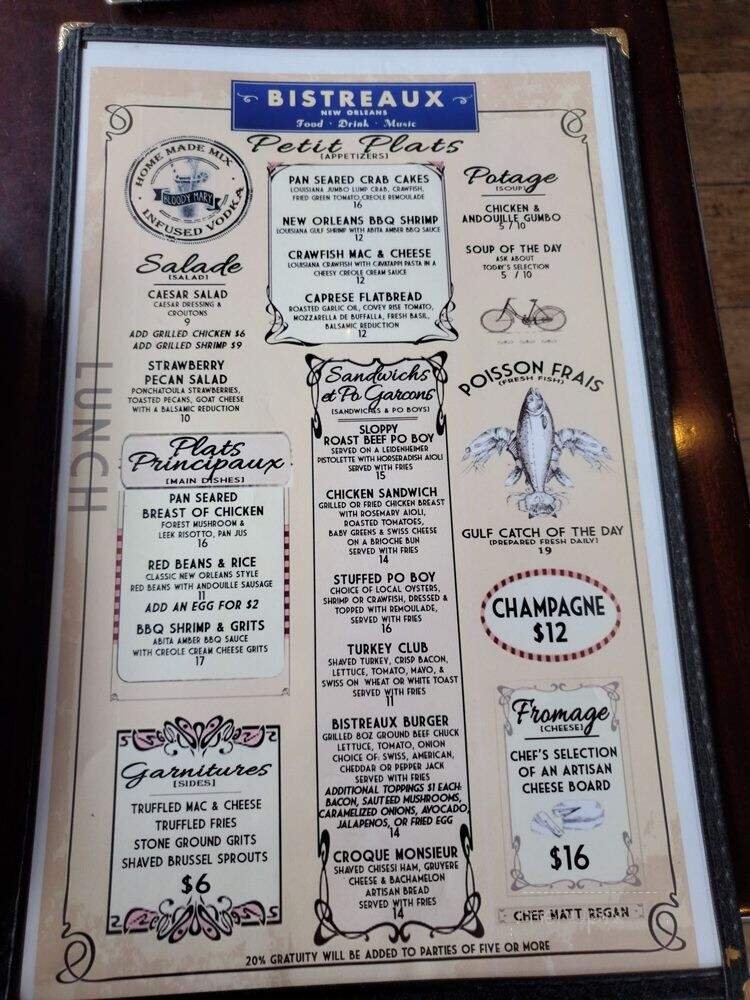 BISTREAUX
NEW ORLEANS
Food · Drink · Music
HOME MADE MIX
BLOODY MARY
INFUSED VODKA
Petit Plats
[APPETIZERS]
PAN SEARED CRAB CAKES
LOUISIANA JUMBO LUMP CRAB, CRAWFISH,
FRIED GREEN TOMATO, CREOLE REMOULADE
16
NEW ORLEANS BBQ SHRIMP
LOUISIANA GULF SHRIMP WITH ABITA AMBER BBQ SAUCE
12
CRAWFISH MAC & CHEESE
LOUISIANA CRAWFISH WITH CAVATAPPI PASTA IN A
CHEESY CREOLE CREAM SAUCE
12
CAPRESE FLATBREAD
ROASTED GARLIC OIL, COVEY RISE TOMATO,
MOZZARELLA DE BUFFALLA, FRESH BASIL,
BALSAMIC REDUCTION
12
Potage
[SOUP]
CHICKEN &
ANDOUILLE GUMBO
5 / 10
SOUP OF THE DAY
ASK ABOUT
TODAY'S SELECTION
5 / 10
Salade
[SALAD]
CAESAR SALAD
CAESAR DRESSING &
CROUTONS
9
ADD GRILLED CHICKEN $6
ADD GRILLED SHRIMP $9
STRAWBERRY
PECAN SALAD
PONCHATOULA STRAWBERRIES,
TOASTED PECANS, GOAT CHEESE
WITH A BALSAMIC REDUCTION
10
LUNCH
Plats
Principaux
[MAIN DISHES]
PAN SEARED
BREAST OF CHICKEN
FOREST MUSHROOM &
LEEK RISOTTO, PAN JUS
16
RED BEANS & RICE
CLASSIC NEW ORLEANS STYLE
RED BEANS WITH ANDOUILLE SAUSAGE
11
ADD AN EGG FOR $2
BBQ SHRIMP & GRITS
ABITA AMBER BBQ SAUCE
WITH CREOLE CREAM CHEESE GRITS
17
Garnitures
[SIDES]
TRUFFLED MAC & CHEESE
TRUFFLED FRIES
STONE GROUND GRITS
SHAVED BRUSSEL SPROUTS
$6
Sandwichs
et Po Garcons
[SANDWICHES & PO BOYS]
SLOPPY
ROAST BEEF PO BOY
SERVED ON A LEIDENHEIMER
PISTOLETTE WITH HORSERADISH AIOLI
SERVED WITH FRIES
15
CHICKEN SANDWICH
GRILLED OR FRIED CHICKEN BREAST
WITH ROSEMARY AIOLI,
ROASTED TOMATOES,
BABY GREENS & SWISS CHEESE
ON A BRIOCHE BUN
SERVED WITH FRIES
14
STUFFED PO BOY
CHOICE OF LOCAL OYSTERS,
SHRIMP OR CRAWFISH, DRESSED &
TOPPED WITH REMOULADE,
SERVED WITH FRIES
16
TURKEY CLUB
SHAVED TURKEY, CRISP BACON,
LETTUCE, TOMATO, MAYO, &
SWISS ON WHEAT OR WHITE TOAST
SERVED WITH FRIES
11
BISTREAUX BURGER
GRILLED 8OZ GROUND BEEF CHUCK
LETTUCE, TOMATO, ONION
CHOICE OF: SWISS, AMERICAN,
CHEDDAR OR PEPPER JACK
SERVED WITH FRIES
ADDITIONAL TOPPINGS $1 EACH:
BACON, SAUTEED MUSHROOMS,
CARAMELIZED ONIONS, AVOCADO,
JALAPENOS, OR FRIED EGG
14
CROQUE MONSIEUR
SHAVED CHISESI HAM, GRUYERE
CHEESE & BACHAMELON
ARTISAN BREAD
SERVED WITH FRIES
14
POISSON FRAIS
(FRESH FISH)
GULF CATCH OF THE DAY
[PREPARED FRESH DAILY]
19
CHAMPAGNE
$12
Fromage
[CHEESE]
CHEF'S SELECTION
OF AN ARTISAN
CHEESE BOARD
$16
CHEF MATT REGAN
20% GRATUITY WILL BE ADDED TO PARTIES OF FIVE OR MORE